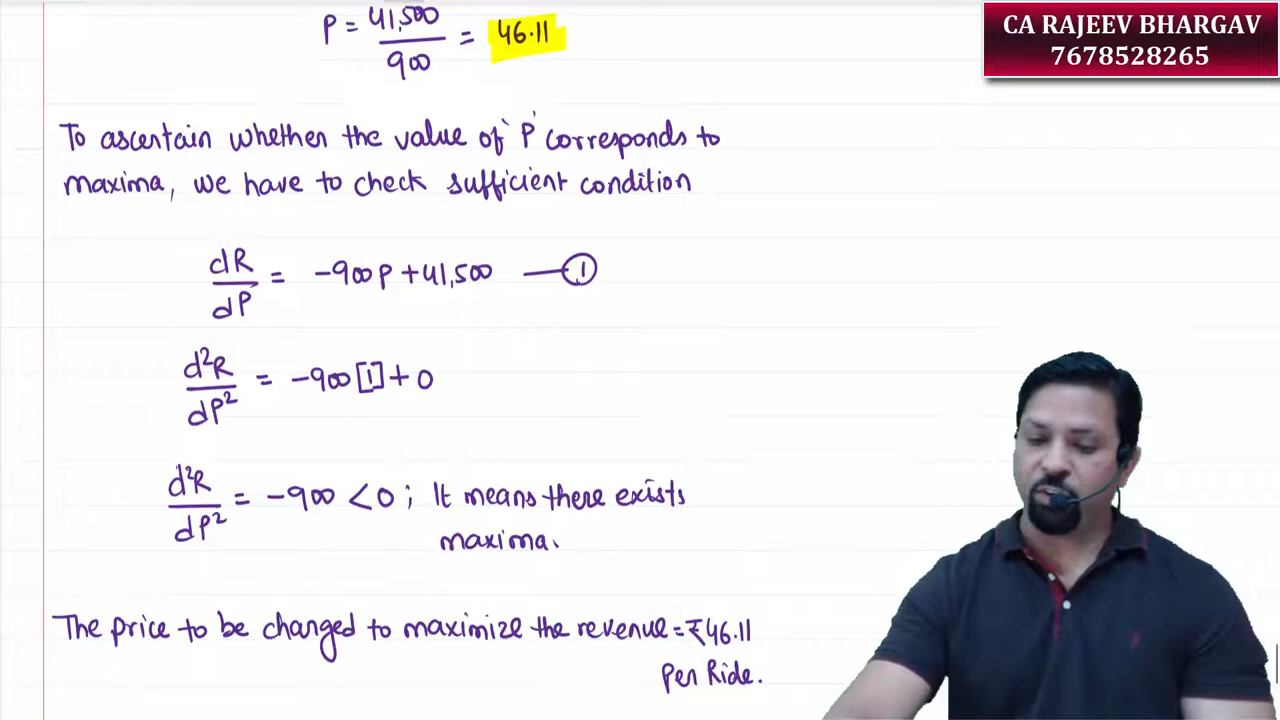 P = 41,500 / 900 = 46.11
CA RAJEEV BHARGAV
7678528265
To ascertain whether the value of 'P' corresponds to
maxima, we have to check sufficient condition
dR/dP = -900P + 41,500 — ①
d²R/dP² = -900 [1] + 0
d²R/dP² = -900 < 0 ; It means there exists
maxima.
The price to be charged to maximize the revenue = ₹46.11
Per Ride.